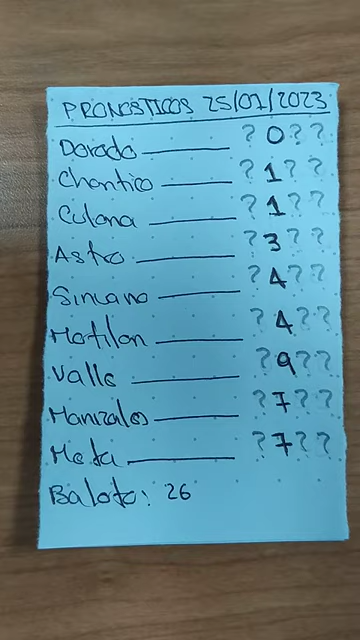 PRONOSTICOS 25/01/2023
Dorado ? 0 ? ?
Chontico ? 1 ? ?
Culona ? 1 ? ?
Astro ? 3 ? ?
Sinuano ? 4 ? ?
Motilon ? 4 ? ?
Valle ? 9 ? ?
Manizales ? 7 ? ?
Meta ? 7 ? ?
Baloto: 26